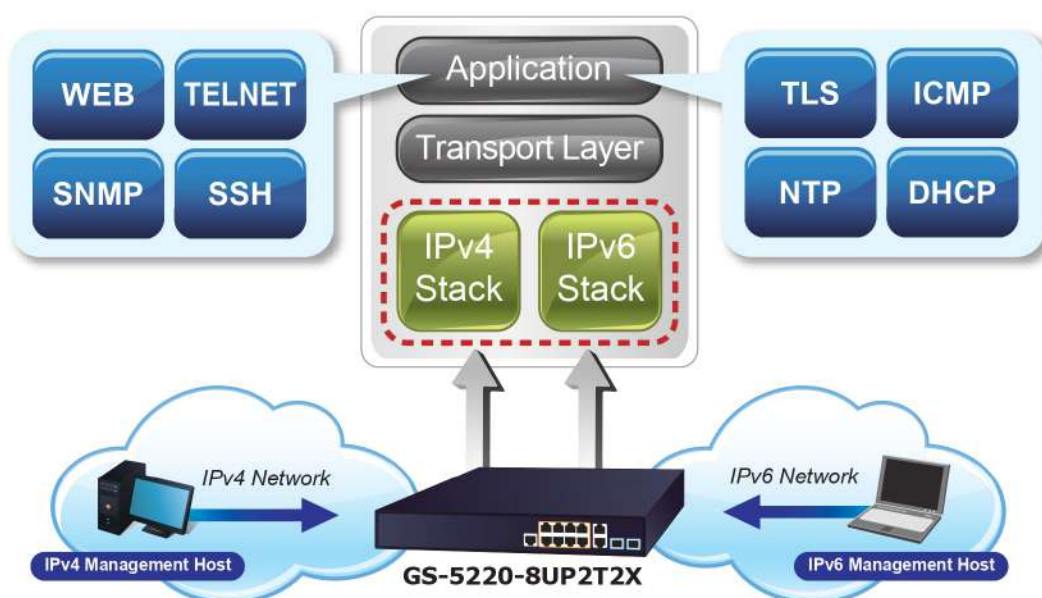 WEB
TELNET
SNMP
SSH
Application
Transport Layer
IPv4
Stack
IPv6
Stack
TLS
ICMP
NTP
DHCP
IPv4 Network
IPv6 Network
IPv4 Management Host
IPv6 Management Host
GS-5220-8UP2T2X